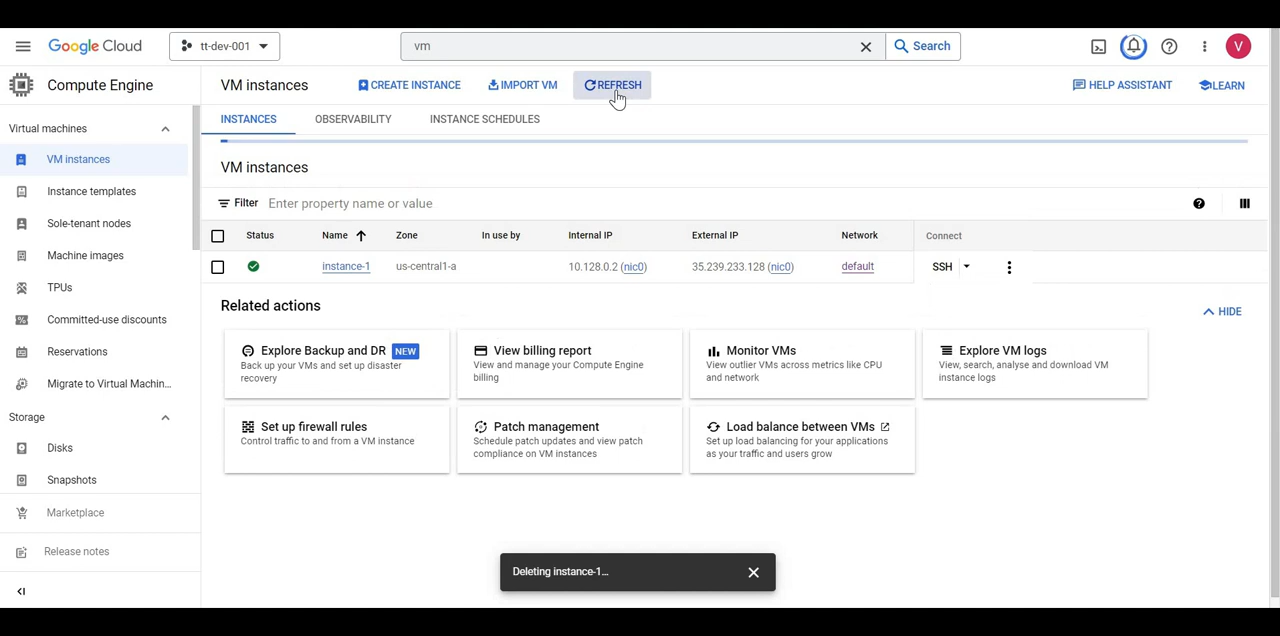 Google Cloud
tt-dev-001
vm
Search
V
Compute Engine
VM instances
CREATE INSTANCE
IMPORT VM
REFRESH
HELP ASSISTANT
LEARN
INSTANCES
OBSERVABILITY
INSTANCE SCHEDULES
Virtual machines
VM instances
Instance templates
Sole-tenant nodes
Machine images
TPUs
Committed-use discounts
Reservations
Migrate to Virtual Machin...
Storage
Disks
Snapshots
Marketplace
Release notes
VM instances
Filter Enter property name or value
Status Name Zone In use by Internal IP External IP Network Connect
instance-1 us-central1-a 10.128.0.2 (nic0) 35.239.233.128 (nic0) default SSH
Related actions
HIDE
Explore Backup and DR NEW
Back up your VMs and set up disaster
recovery
View billing report
View and manage your Compute Engine
billing
Monitor VMs
View outlier VMs across metrics like CPU
and network
Explore VM logs
View, search, analyse and download VM
instance logs
Set up firewall rules
Control traffic to and from a VM instance
Patch management
Schedule patch updates and view patch
compliance on VM instances
Load balance between VMs
Set up load balancing for your applications
as your traffic and users grow
Deleting instance-1...